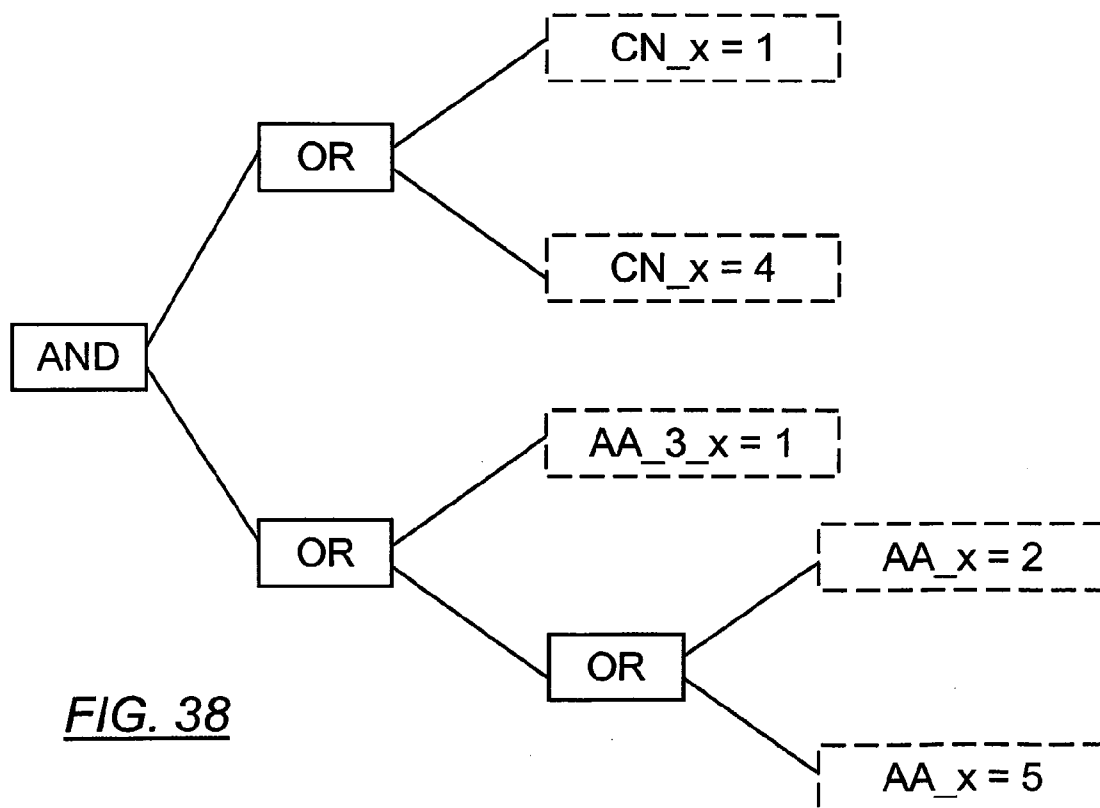 CN_x = 1
OR
CN_x = 4
AND
AA_3_x = 1
OR
AA_x = 2
OR
FIG. 38
AA_x = 5